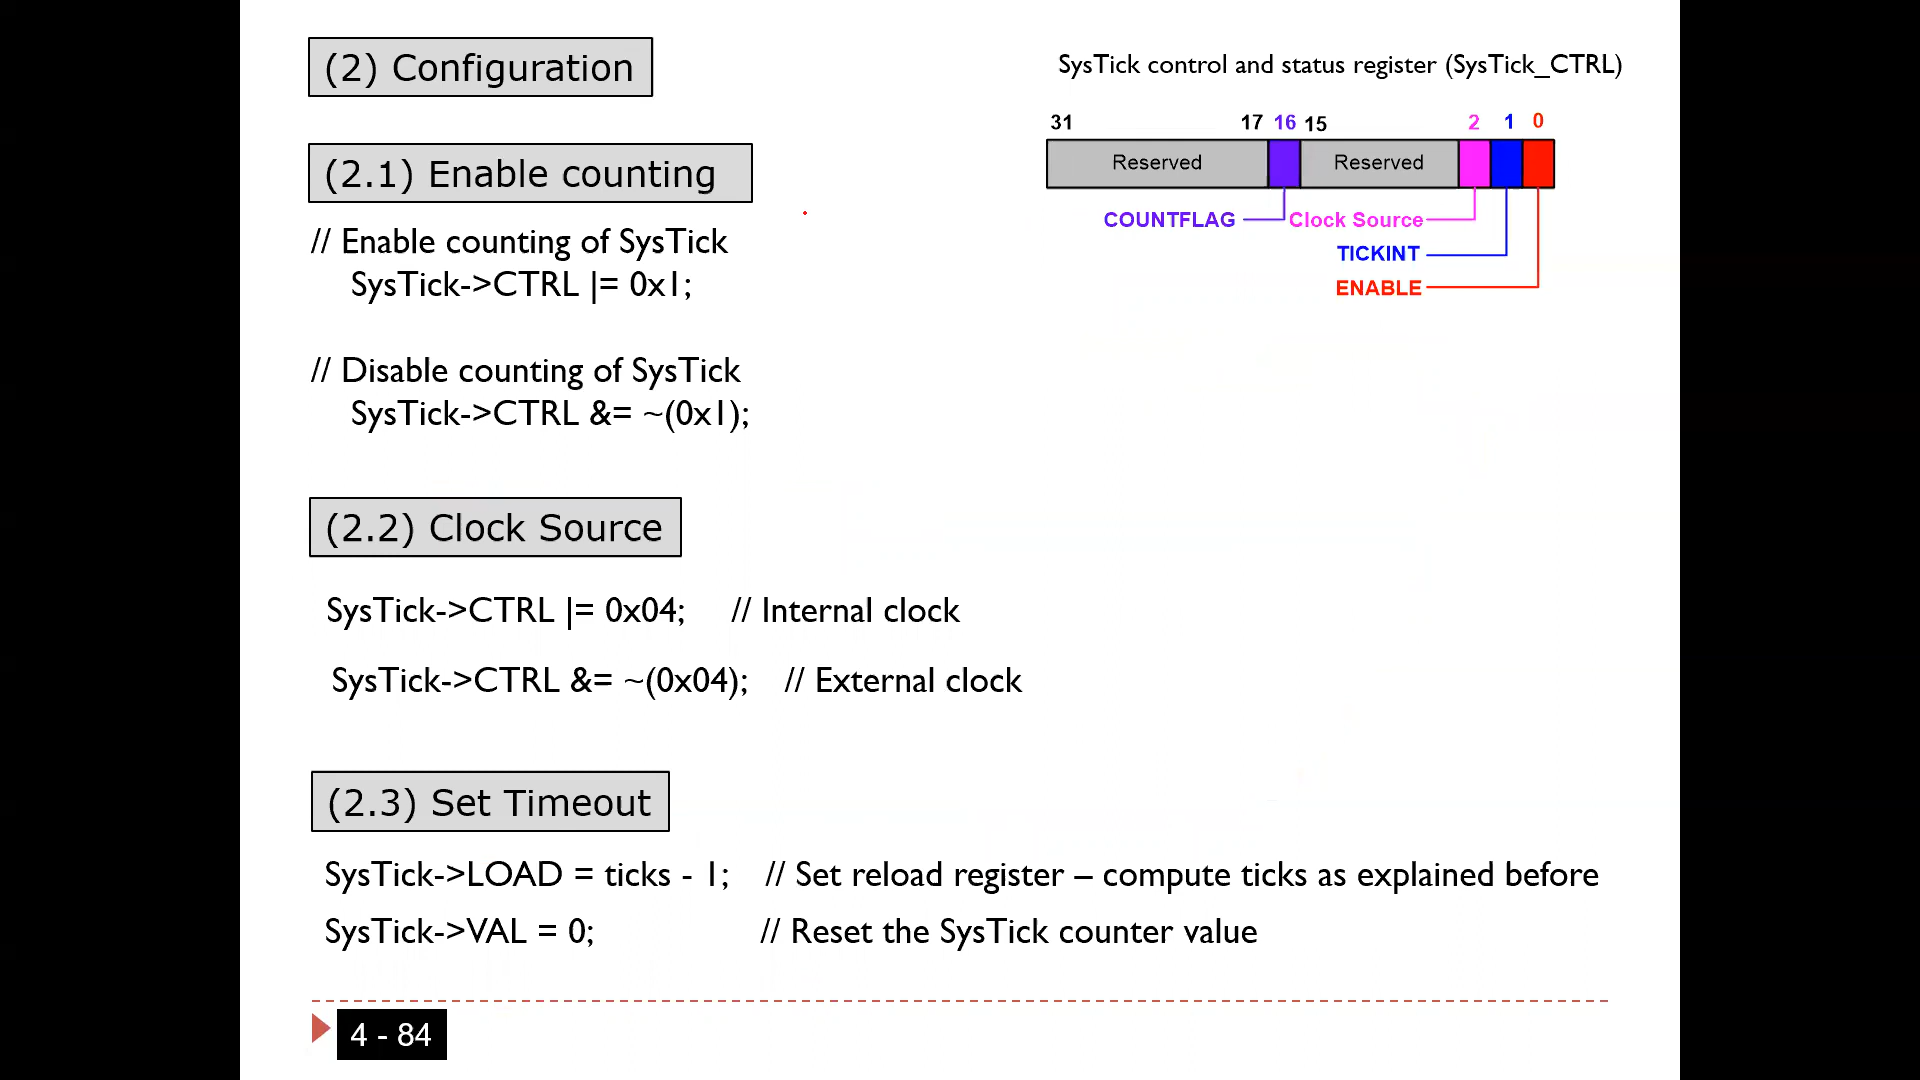 (2) Configuration
SysTick control and status register (SysTick_CTRL)
31 17 16 15 2 1 0
Reserved Reserved
COUNTFLAG Clock Source
TICKINT
ENABLE
(2.1) Enable counting
// Enable counting of SysTick
SysTick->CTRL |= 0x1;
// Disable counting of SysTick
SysTick->CTRL &= ~(0x1);
(2.2) Clock Source
SysTick->CTRL |= 0x04; // Internal clock
SysTick->CTRL &= ~(0x04); // External clock
(2.3) Set Timeout
SysTick->LOAD = ticks - 1; // Set reload register – compute ticks as explained before
SysTick->VAL = 0; // Reset the SysTick counter value
4 - 84